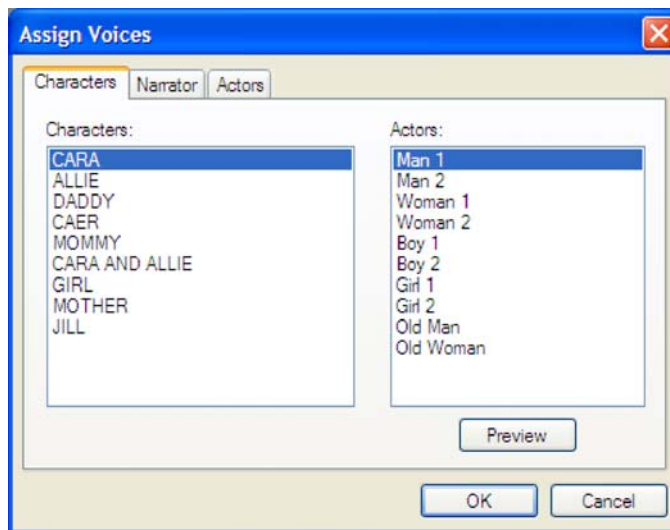 Assign Voices
Characters Narrator Actors
Characters:
CARA
ALLIE
DADDY
CAER
MOMMY
CARA AND ALLIE
GIRL
MOTHER
JILL
Actors:
Man 1
Man 2
Woman 1
Woman 2
Boy 1
Boy 2
Girl 1
Girl 2
Old Man
Old Woman
Preview
OK Cancel